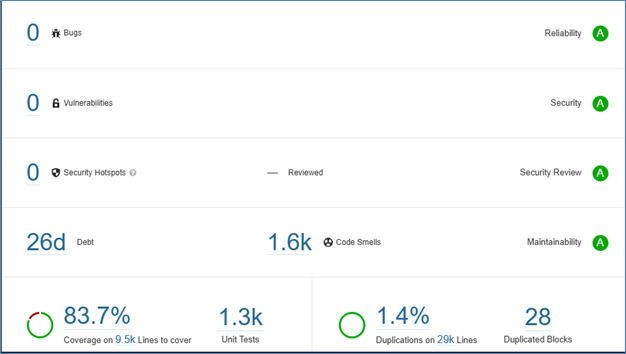 0 Bugs Reliability A
0 Vulnerabilities Security A
0 Security Hotspots ? — Reviewed Security Review A
26d Debt 1.6k Code Smells Maintainability A
83.7% 1.3k 1.4% 28
Coverage on 9.5k Lines to cover Unit Tests Duplications on 29k Lines Duplicated Blocks